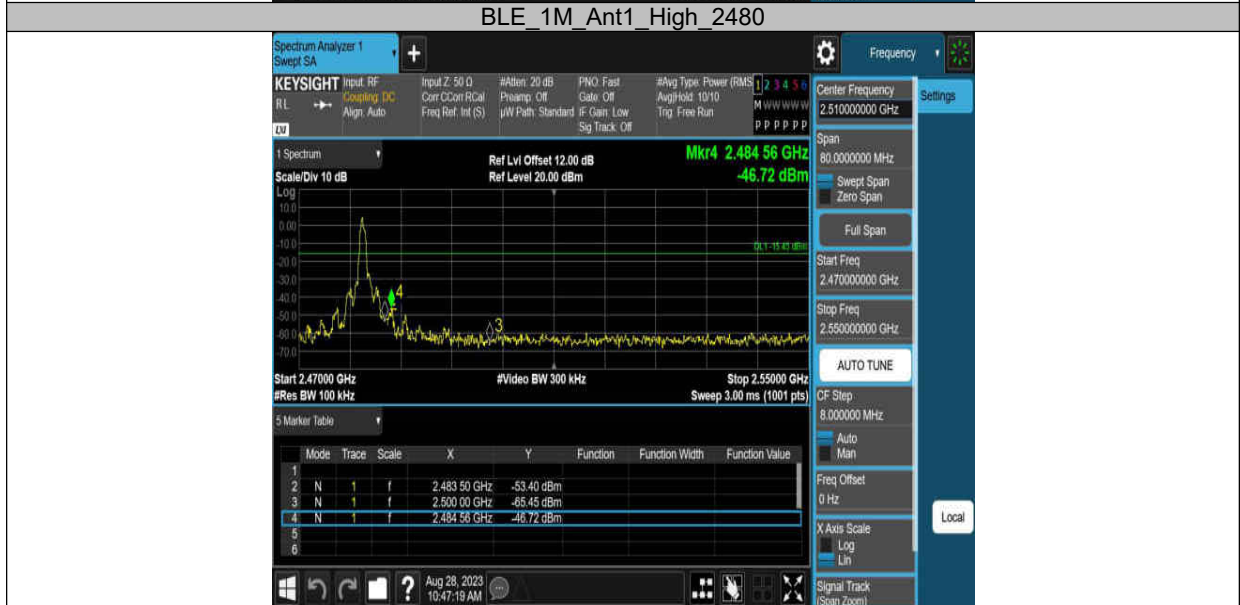 BLE_1M_Ant1_High_2480
Spectrum Analyzer 1
Swept SA
+
Frequency
KEYSIGHT
RL
LXI
Input: RF
Coupling: DC
Align: Auto
Input Z: 50 Ω
Corr CCorr RCal
Freq Ref: Int (S)
#Atten: 20 dB
Preamp: Off
µW Path: Standard
PNO: Fast
Gate: Off
IF Gain: Low
Sig Track: Off
#Avg Type: Power (RMS
Avg|Hold: 10/10
Trig: Free Run
1 2 3 4 5 6
M W W W W W
P P P P P P
1 Spectrum
Scale/Div 10 dB
Ref Lvl Offset 12.00 dB
Ref Level 20.00 dBm
Mkr4 2.484 56 GHz
-46.72 dBm
Log
10.0
0.00
-10.0
-20.0
-30.0
-40.0
-50.0
-60.0
-70.0
DL1 -15.43 dBm
4
3
Start 2.47000 GHz
#Res BW 100 kHz
#Video BW 300 kHz
Stop 2.55000 GHz
Sweep 3.00 ms (1001 pts)
5 Marker Table
Mode Trace Scale X Y Function Function Width Function Value
1
2 N 1 f 2.483 50 GHz -53.40 dBm
3 N 1 f 2.500 00 GHz -65.45 dBm
4 N 1 f 2.484 56 GHz -46.72 dBm
5
6
?
Aug 28, 2023
10:47:19 AM
Center Frequency
2.510000000 GHz
Span
80.0000000 MHz
Swept Span
Zero Span
Full Span
Start Freq
2.470000000 GHz
Stop Freq
2.550000000 GHz
AUTO TUNE
CF Step
8.000000 MHz
Auto
Man
Freq Offset
0 Hz
X Axis Scale
Log
Lin
Signal Track
(Span Zoom)
Settings
Local